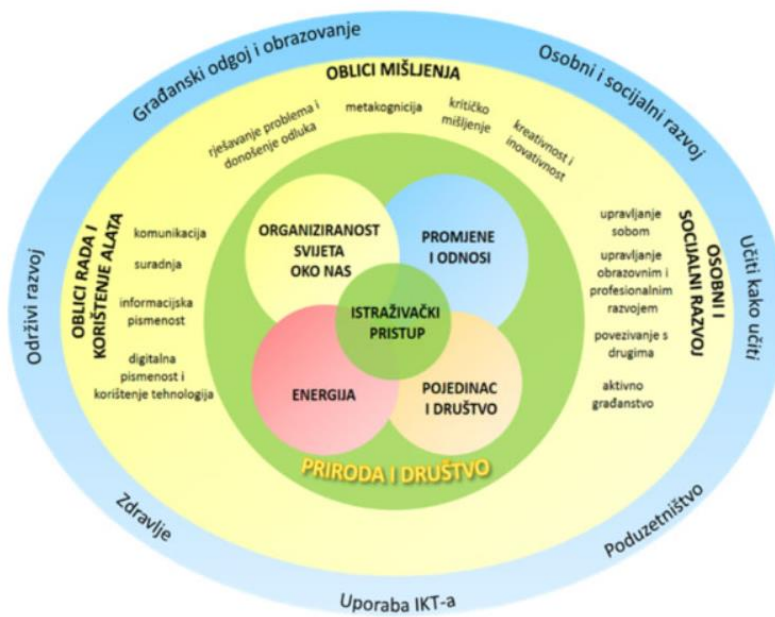 Građanski odgoj i obrazovanje
Osobni i socijalni razvoj
OBLICI MIŠLJENJA
rješavanje problema i
donošenje odluka
metakognicija
kritičko
mišljenje
kreativnost i
inovativnost
Održivi razvoj
OBLICI RADA I
KORIŠTENJE ALATA
komunikacija
suradnja
informacijska
pismenost
digitalna
pismenost i
korištenje tehnologija
ORGANIZIRANOST
SVIJETA
OKO NAS
PROMJENE
I ODNOSI
ISTRAŽIVAČKI
PRISTUP
ENERGIJA
POJEDINAC
I DRUŠTVO
PRIRODA I DRUŠTVO
upravljanje
sobom
upravljanje
obrazovnim i
profesionalnim
razvojem
povezivanje s
drugima
aktivno
građanstvo
OSOBNI I
SOCIJALNI RAZVOJ
Učiti kako učiti
Zdravlje
Uporaba IKT-a
Poduzetništvo